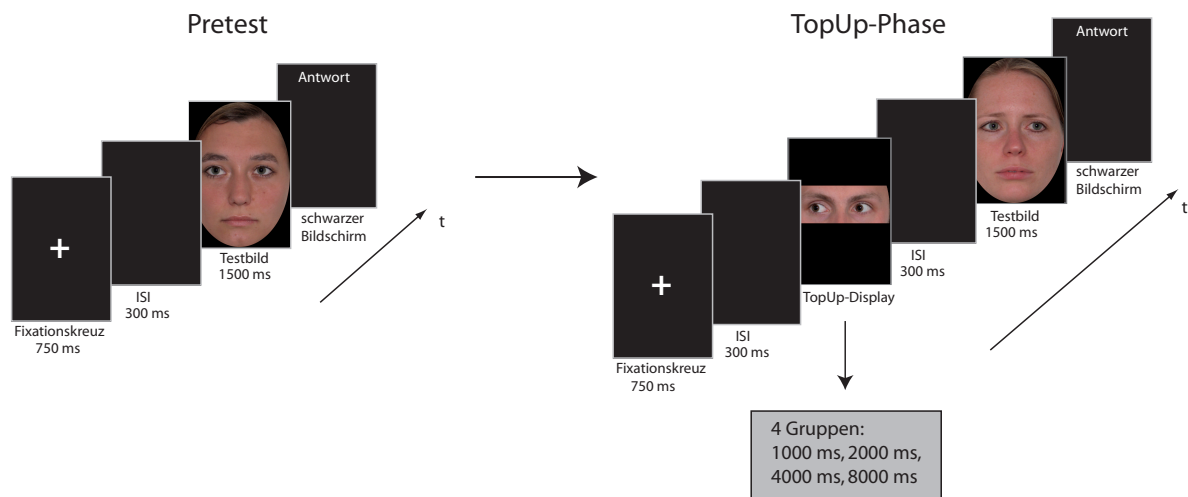 Pretest
Antwort
schwarzer
Bildschirm
Testbild
1500 ms
ISI
300 ms
+
Fixationskreuz
750 ms
t
TopUp-Phase
Antwort
schwarzer
Bildschirm
Testbild
1500 ms
ISI
300 ms
TopUp-Display
ISI
300 ms
+
Fixationskreuz
750 ms
t
4 Gruppen:
1000 ms, 2000 ms,
4000 ms, 8000 ms